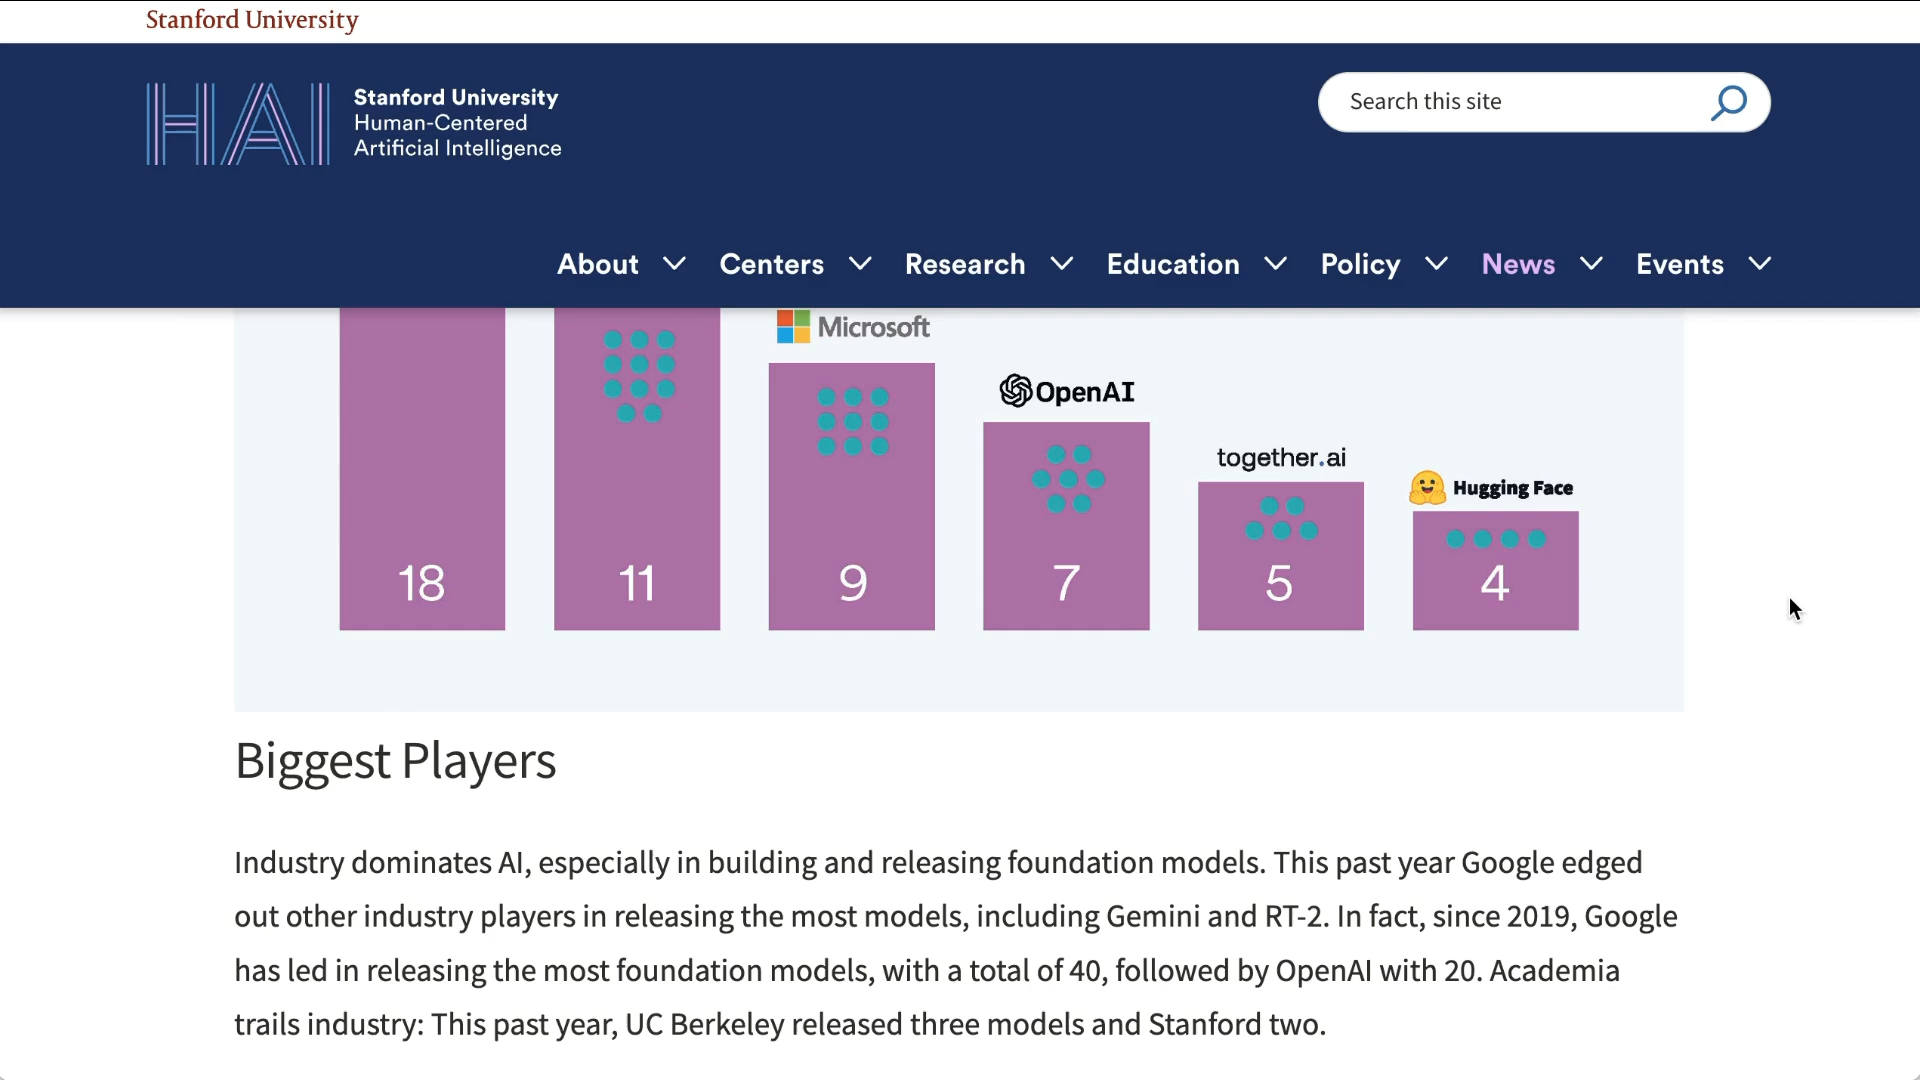 Stanford University
HAI
Stanford University
Human-Centered
Artificial Intelligence
Search this site
About
Centers
Research
Education
Policy
News
Events
Microsoft
OpenAI
together.ai
Hugging Face
18
11
9
7
5
4
Biggest Players
Industry dominates AI, especially in building and releasing foundation models. This past year Google edged
out other industry players in releasing the most models, including Gemini and RT-2. In fact, since 2019, Google
has led in releasing the most foundation models, with a total of 40, followed by OpenAI with 20. Academia
trails industry: This past year, UC Berkeley released three models and Stanford two.